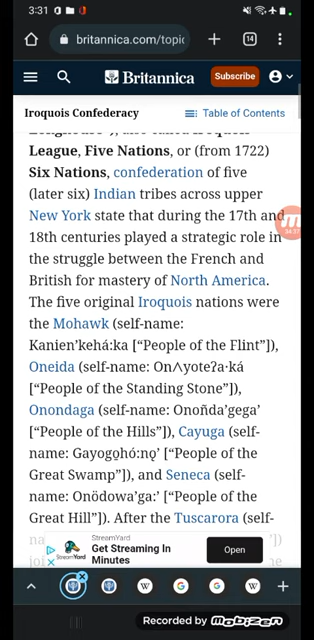 3:31
britannica.com/topic
14
Britannica
Subscribe
Iroquois Confederacy
Table of Contents
League, Five Nations, or (from 1722)
Six Nations, confederation of five
(later six) Indian tribes across upper
New York state that during the 17th and
18th centuries played a strategic role in
the struggle between the French and
British for mastery of North America.
The five original Iroquois nations were
the Mohawk (self-name:
Kanien’kehá:ka [“People of the Flint”]),
Oneida (self-name: OnɅyoteʔa·ká
[“People of the Standing Stone”]),
Onondaga (self-name: Onoñda’gega’
[“People of the Hills”]), Cayuga (self-
name: Gayogo̱hó:nǫ’ [“People of the
Great Swamp”]), and Seneca (self-
name: Onödowa’ga:’ [“People of the
Great Hill”]). After the Tuscarora (self-
StreamYard
StreamYard
Get Streaming In
Minutes
Open
W
G
G
W
Recorded by Mobizen